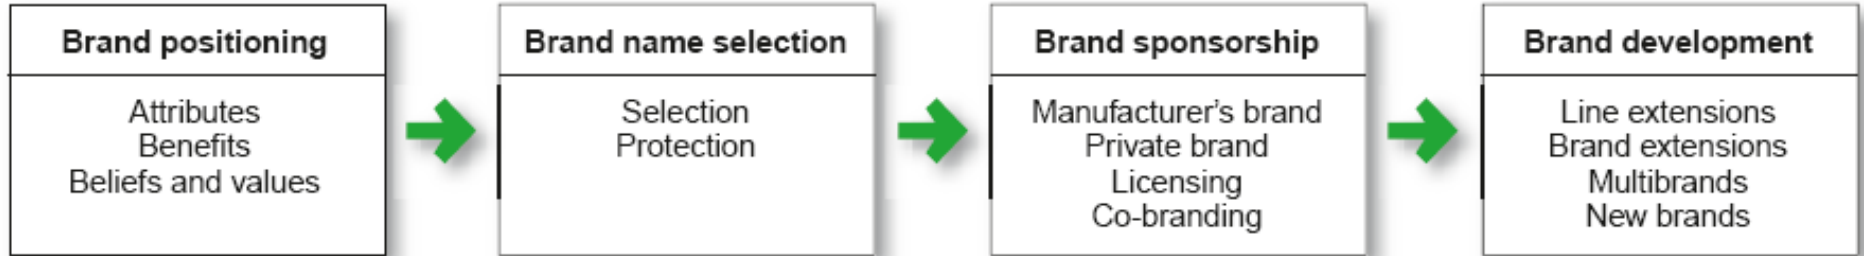 Brand positioning
Attributes
Benefits
Beliefs and values
Brand name selection
Selection
Protection
Brand sponsorship
Manufacturer’s brand
Private brand
Licensing
Co-branding
Brand development
Line extensions
Brand extensions
Multibrands
New brands